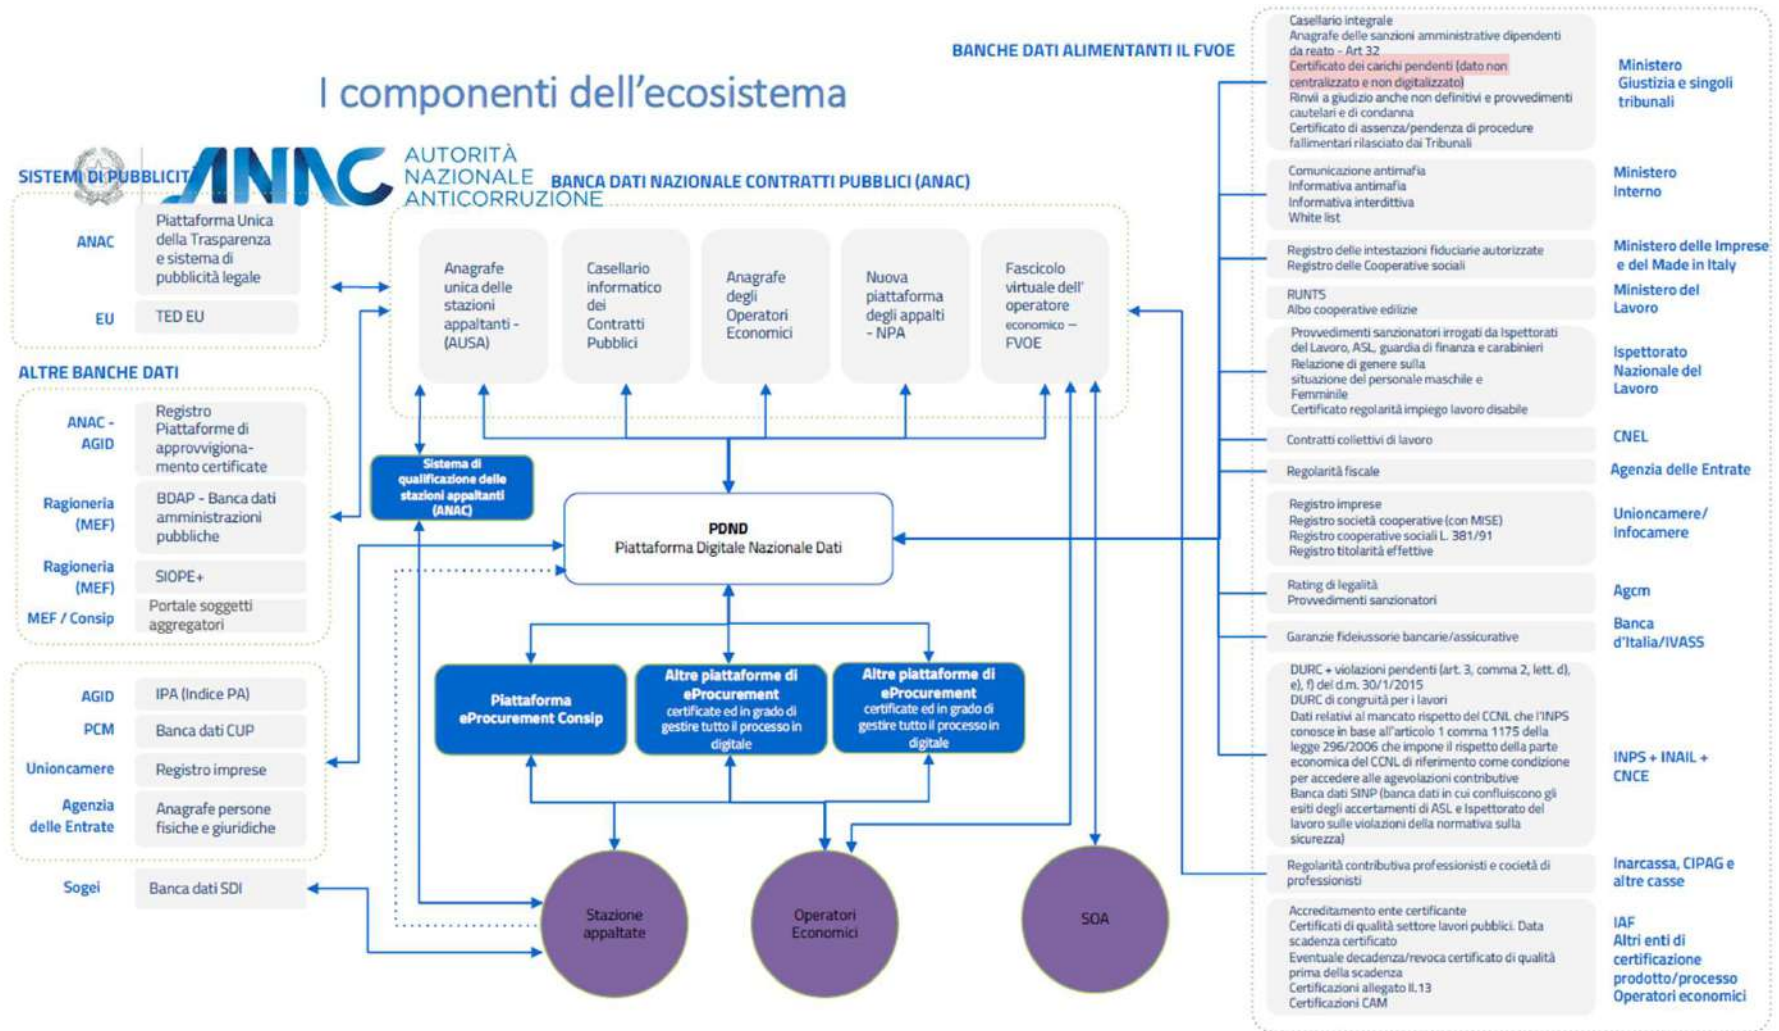 I componenti dell'ecosistema
ANAC
AUTORITÀ
NAZIONALE
ANTICORRUZIONE
SISTEMI DI PUBBLICITÀ
ANAC
Piattaforma Unica
della Trasparenza
e sistema di
pubblicità legale
EU
TED EU
ALTRE BANCHE DATI
ANAC -
AGID
Registro
Piattaforme di
approvvigiona-
mento certificate
Ragioneria
(MEF)
BDAP - Banca dati
amministrazioni
pubbliche
Ragioneria
(MEF)
SIOPE+
MEF / Consip
Portale soggetti
aggregatori
AGID
IPA (Indice PA)
PCM
Banca dati CUP
Unioncamere
Registro imprese
Agenzia
delle Entrate
Anagrafe persone
fisiche e giuridiche
Sogei
Banca dati SDI
BANCA DATI NAZIONALE CONTRATTI PUBBLICI (ANAC)
Anagrafe
unica delle
stazioni
appaltanti -
(AUSA)
Casellario
informatico
dei
Contratti
Pubblici
Anagrafe
degli
Operatori
Economici
Nuova
piattaforma
degli appalti
- NPA
Fascicolo
virtuale dell'
operatore
economico –
FVOE
Sistema di
qualificazione delle
stazioni appaltanti
(ANAC)
PDND
Piattaforma Digitale Nazionale Dati
Piattaforma
eProcurement Consip
Altre piattaforme di
eProcurement
certificate ed in grado di
gestire tutto il processo in
digitale
Altre piattaforme di
eProcurement
certificate ed in grado di
gestire tutto il processo in
digitale
Stazione
appaltate
Operatori
Economici
SOA
BANCHE DATI ALIMENTANTI IL FVOE
Casellario integrale
Anagrafe delle sanzioni amministrative dipendenti
da reato - Art 32
Certificato dei carichi pendenti (dato non
centralizzato e non digitalizzato)
Rinvii a giudizio anche non definitivi e provvedimenti
cautelari e di condanna
Certificato di assenza/pendenza di procedure
fallimentari rilasciato dai Tribunali
Ministero
Giustizia e singoli
tribunali
Comunicazione antimafia
Informativa antimafia
Informativa interdittiva
White list
Ministero
Interno
Registro delle intestazioni fiduciarie autorizzate
Registro delle Cooperative sociali
Ministero delle Imprese
e del Made in Italy
RUNTS
Albo cooperative edilizie
Ministero del
Lavoro
Provvedimenti sanzionatori irrogati da Ispettorati
del Lavoro, ASL, guardia di finanza e carabinieri
Relazione di genere sulla
situazione del personale maschile e
Femminile
Certificato regolarità impiego lavoro disabile
Ispettorato
Nazionale del
Lavoro
Contratti collettivi di lavoro
CNEL
Regolarità fiscale
Agenzia delle Entrate
Registro imprese
Registro società cooperative (con MISE)
Registro cooperative sociali L. 381/91
Registro titolarità effettive
Unioncamere/
Infocamere
Rating di legalità
Provvedimenti sanzionatori
Agcm
Garanzie fideiussorie bancarie/assicurative
Banca
d'Italia/IVASS
DURC + violazioni pendenti (art. 3, comma 2, lett. d),
e), f) del d.m. 30/1/2015
DURC di congruità per i lavori
Dati relativi al mancato rispetto del CCNL che l'INPS
conosce in base all'articolo 1 comma 1175 della
legge 296/2006 che impone il rispetto della parte
economica del CCNL di riferimento come condizione
per accedere alle agevolazioni contributive
Banca dati SINP (banca dati in cui confluiscono gli
esiti degli accertamenti di ASL e Ispettorato del
lavoro sulle violazioni della normativa sulla
sicurezza)
INPS + INAIL +
CNCE
Regolarità contributiva professionisti e cocietà di
professionisti
Inarcassa, CIPAG e
altre casse
Accreditamento ente certificante
Certificati di qualità settore lavori pubblici. Data
scadenza certificato
Eventuale decadenza/revoca certificato di qualità
prima della scadenza
Certificazioni allegato II.13
Certificazioni CAM
IAF
Altri enti di
certificazione
prodotto/processo
Operatori economici